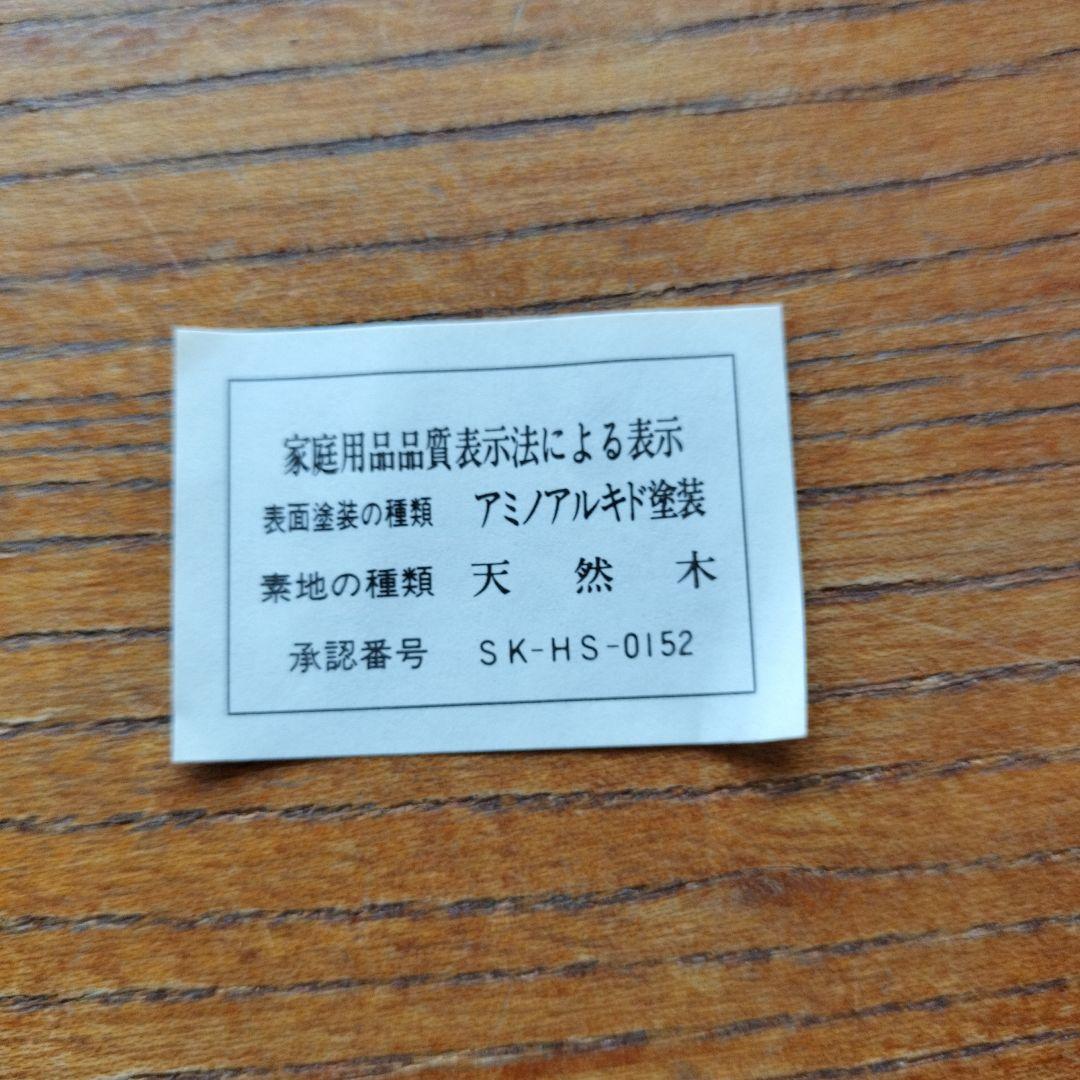 家庭用品品質表示法による表示
表面塗装の種類 アミノアルキド塗装
素地の種類 天然木
承認番号 SK-HS-0152